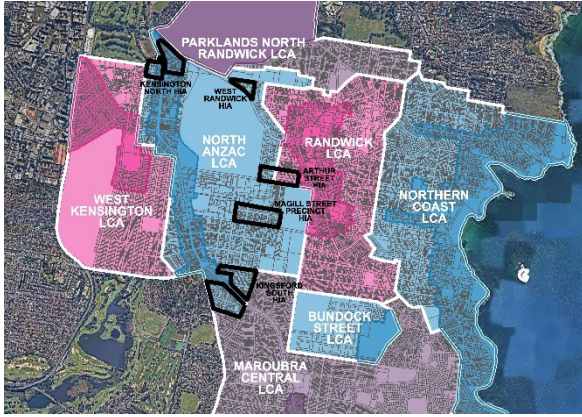 PARKLANDS NORTH
RANDWICK LCA
KENSINGTON
NORTH HIA
WEST
RANDWICK
HIA
NORTH
ANZAC
LCA
RANDWICK
LCA
ARTHUR
STREET
HIA
WEST
KENSINGTON
LCA
MAGILL STREET
PRECINCT HIA
NORTHERN
COAST
LCA
KINGSFORD
SOUTH
HIA
BUNDOCK
STREET
LCA
MAROUBRA
CENTRAL
LCA